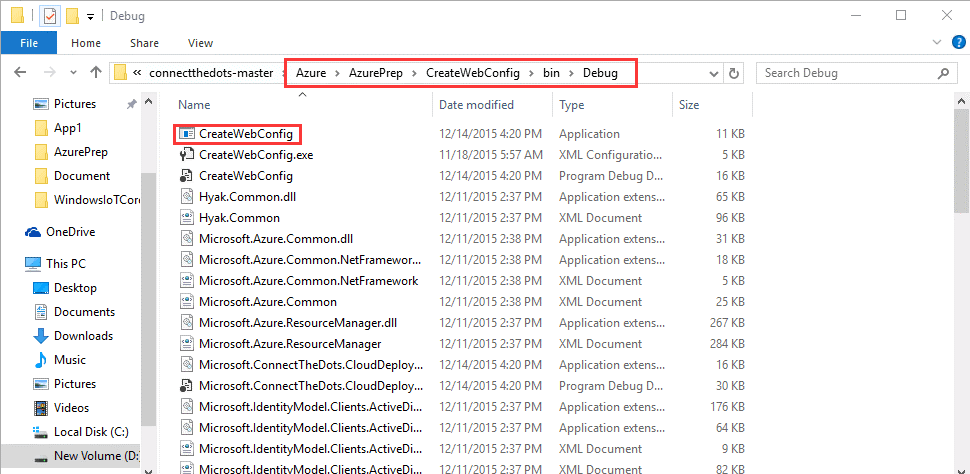 Debug
File Home Share View
« connectthedots-master Azure > AzurePrep > CreateWebConfig > bin > Debug Search Debug
Pictures
App1
AzurePrep
Document
WindowsIoTCor
OneDrive
This PC
Desktop
Documents
Downloads
Music
Pictures
Videos
Local Disk (C:)
New Volume (D:
Name Date modified Type Size
CreateWebConfig 12/14/2015 4:20 PM Application 11 KB
CreateWebConfig.exe 11/18/2015 5:57 AM XML Configuratio... 5 KB
CreateWebConfig 12/14/2015 4:20 PM Program Debug D... 16 KB
Hyak.Common.dll 12/11/2015 2:37 PM Application extens... 65 KB
Hyak.Common 12/11/2015 2:37 PM XML Document 96 KB
Microsoft.Azure.Common.dll 12/11/2015 2:38 PM Application extens... 31 KB
Microsoft.Azure.Common.NetFramewor... 12/11/2015 2:38 PM Application extens... 18 KB
Microsoft.Azure.Common.NetFramework 12/11/2015 2:38 PM XML Document 5 KB
Microsoft.Azure.Common 12/11/2015 2:38 PM XML Document 25 KB
Microsoft.Azure.ResourceManager.dll 12/11/2015 2:37 PM Application extens... 267 KB
Microsoft.Azure.ResourceManager 12/11/2015 2:37 PM XML Document 284 KB
Microsoft.ConnectTheDots.CloudDeploy... 12/14/2015 4:20 PM Application extens... 16 KB
Microsoft.ConnectTheDots.CloudDeploy... 12/14/2015 4:20 PM Program Debug D... 30 KB
Microsoft.IdentityModel.Clients.ActiveDi... 12/11/2015 2:37 PM Application extens... 176 KB
Microsoft.IdentityModel.Clients.ActiveDi... 12/11/2015 2:37 PM Application extens... 64 KB
Microsoft.IdentityModel.Clients.ActiveDi... 12/11/2015 2:37 PM XML Document 9 KB
Microsoft.IdentityModel.Clients.ActiveDi... 12/11/2015 2:37 PM XML Document 82 KB